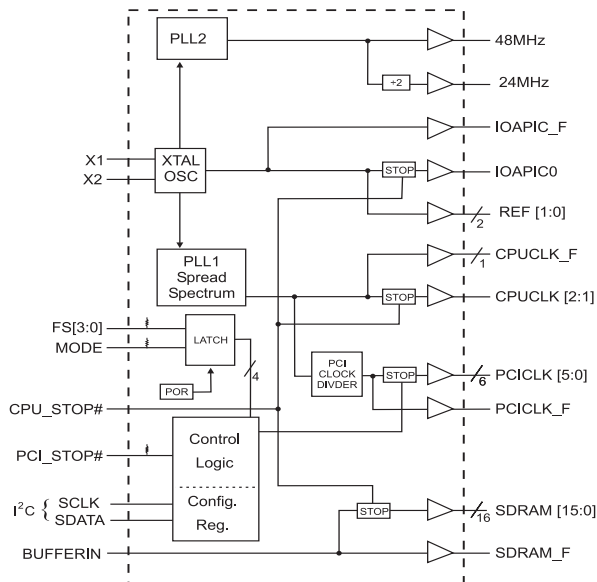 PLL2
48MHz
÷2
24MHz
IOAPIC_F
X1
X2
XTAL
OSC
STOP
IOAPIC0
REF [1:0]
2
PLL1
Spread
Spectrum
CPUCLK_F
1
STOP
CPUCLK [2:1]
FS[3:0]
MODE
LATCH
4
POR
PCI
CLOCK
DIVDER
STOP
PCICLK [5:0]
6
PCICLK_F
CPU_STOP#
PCI_STOP#
Control
Logic
Config.
Reg.
I²C { SCLK
SDATA
STOP
SDRAM [15:0]
16
BUFFERIN
SDRAM_F